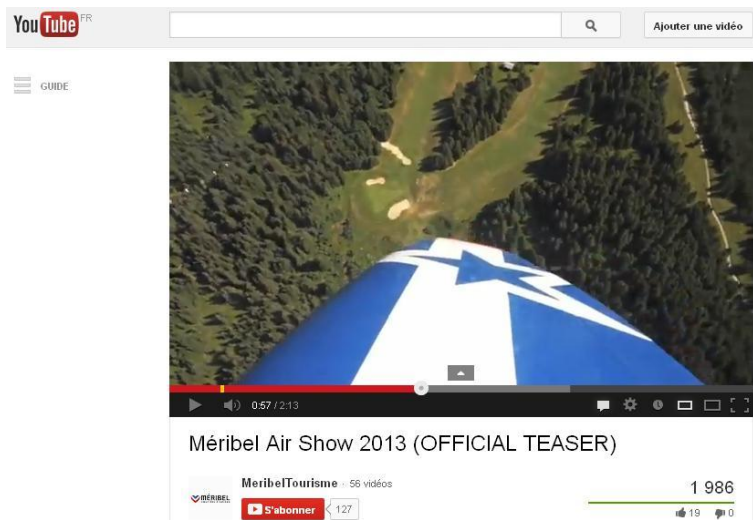 You Tube FR
Ajouter une vidéo
GUIDE
0:57 / 2:13
Méribel Air Show 2013 (OFFICIAL TEASER)
MeribelTourisme · 56 vidéos
MÉRIBEL
S'abonner 127
1 986
19 0